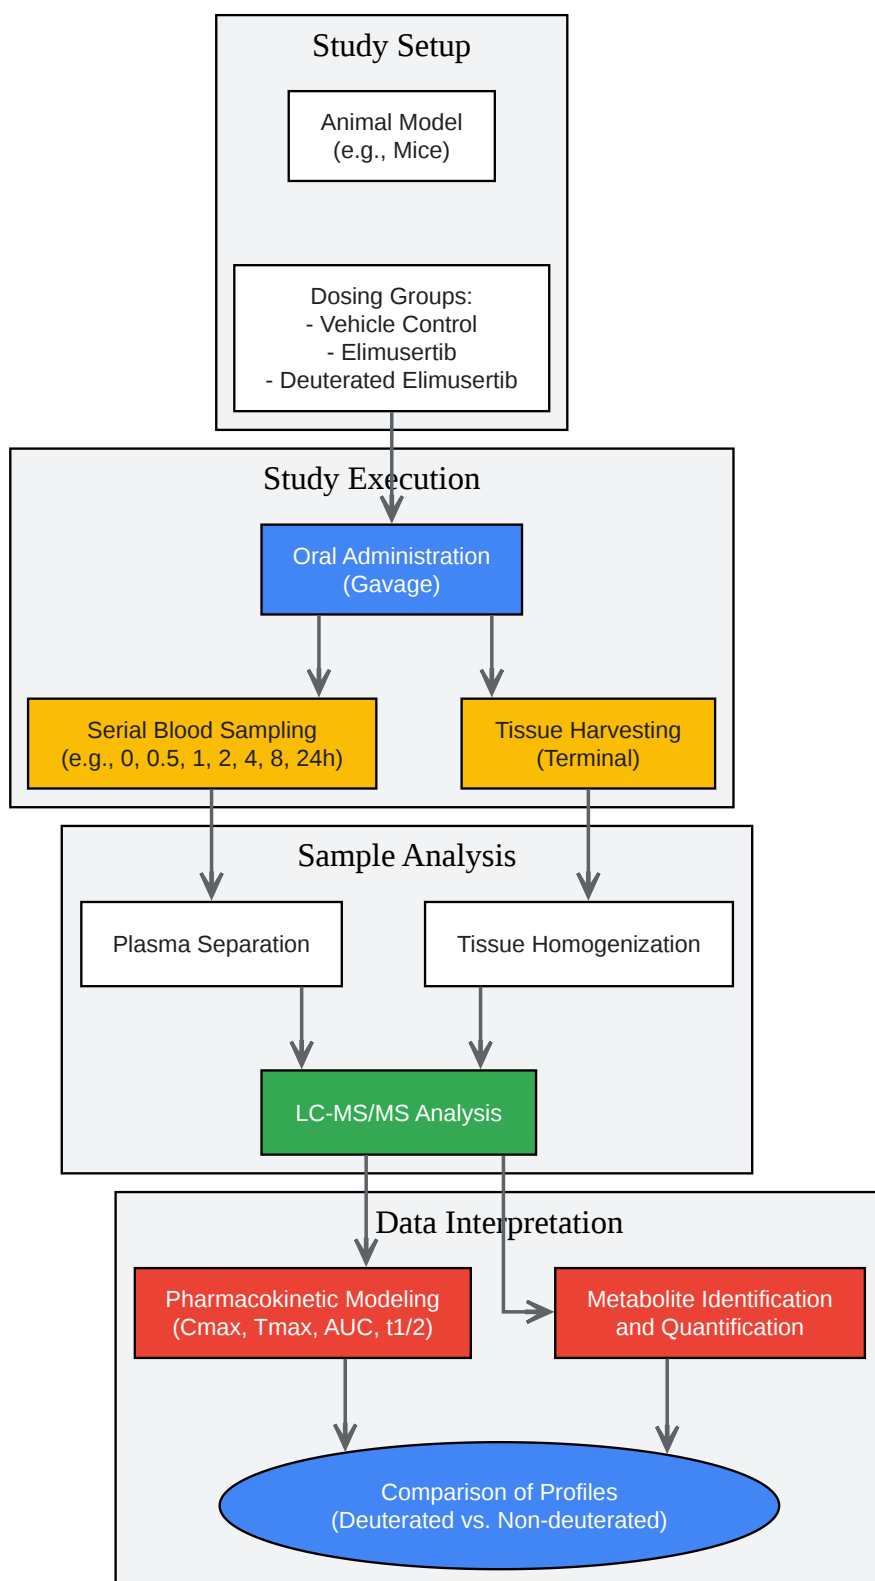 Study Setup
Animal Model
(e.g., Mice)
Dosing Groups:
- Vehicle Control
- Elimusertib
- Deuterated Elimusertib
Study Execution
Oral Administration
(Gavage)
Serial Blood Sampling
(e.g., 0, 0.5, 1, 2, 4, 8, 24h)
Tissue Harvesting
(Terminal)
Sample Analysis
Plasma Separation
Tissue Homogenization
LC-MS/MS Analysis
Data Interpretation
Pharmacokinetic Modeling
(Cmax, Tmax, AUC, t1/2)
Metabolite Identification
and Quantification
Comparison of Profiles
(Deuterated vs. Non-deuterated)